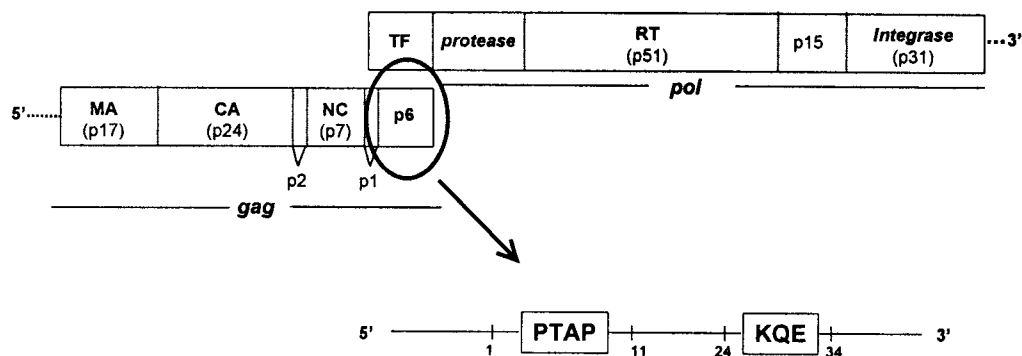 TF
protease
RT
(p51)
p15
Integrase
(p31)
...3'
pol
5'........
MA
(p17)
CA
(p24)
NC
(p7)
p6
p2
p1
gag
5'
PTAP
KQE
3'
1
11
24
34